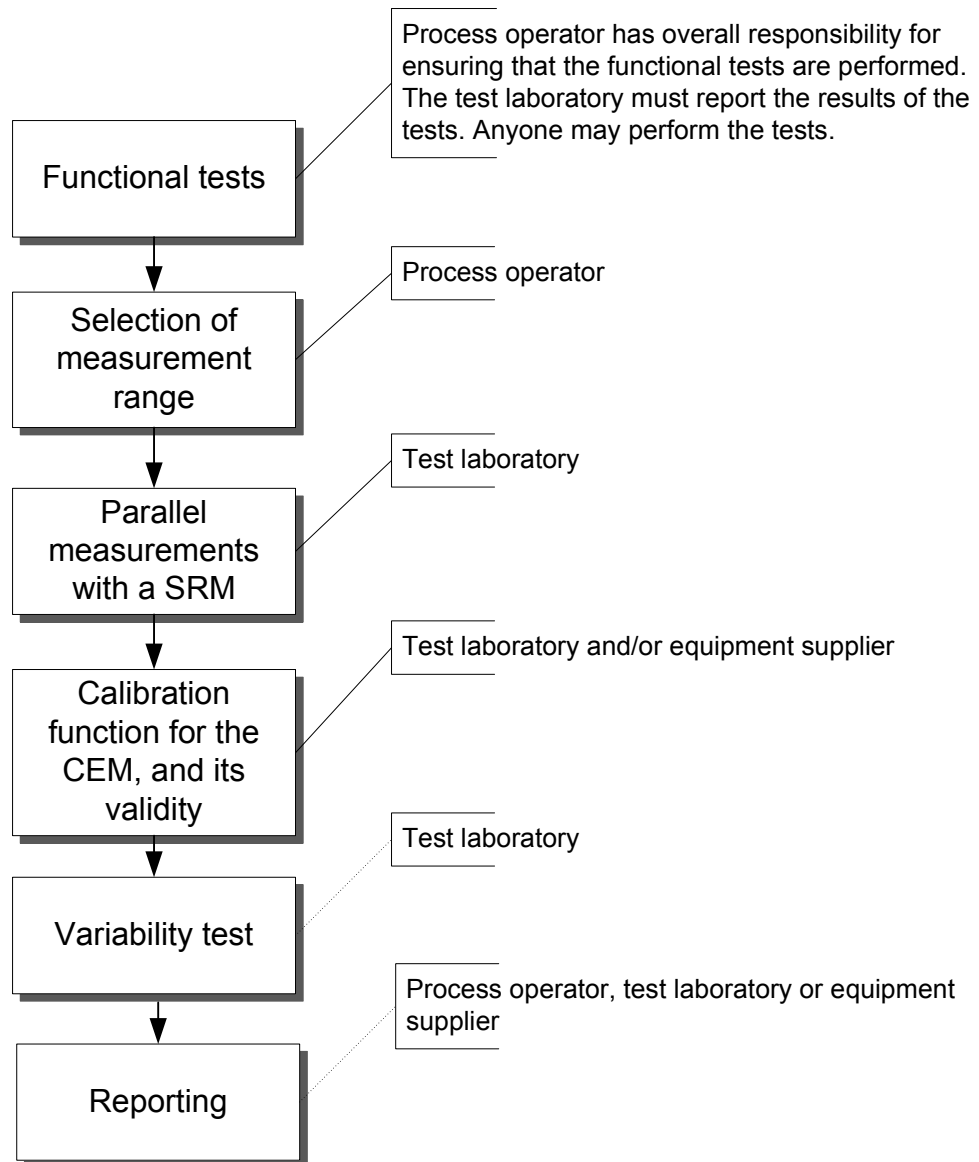 Process operator has overall responsibility for
ensuring that the functional tests are performed.
The test laboratory must report the results of the
tests. Anyone may perform the tests.
Functional tests
Process operator
Selection of
measurement
range
Test laboratory
Parallel
measurements
with a SRM
Test laboratory and/or equipment supplier
Calibration
function for the
CEM, and its
validity
Test laboratory
Variability test
Process operator, test laboratory or equipment
supplier
Reporting